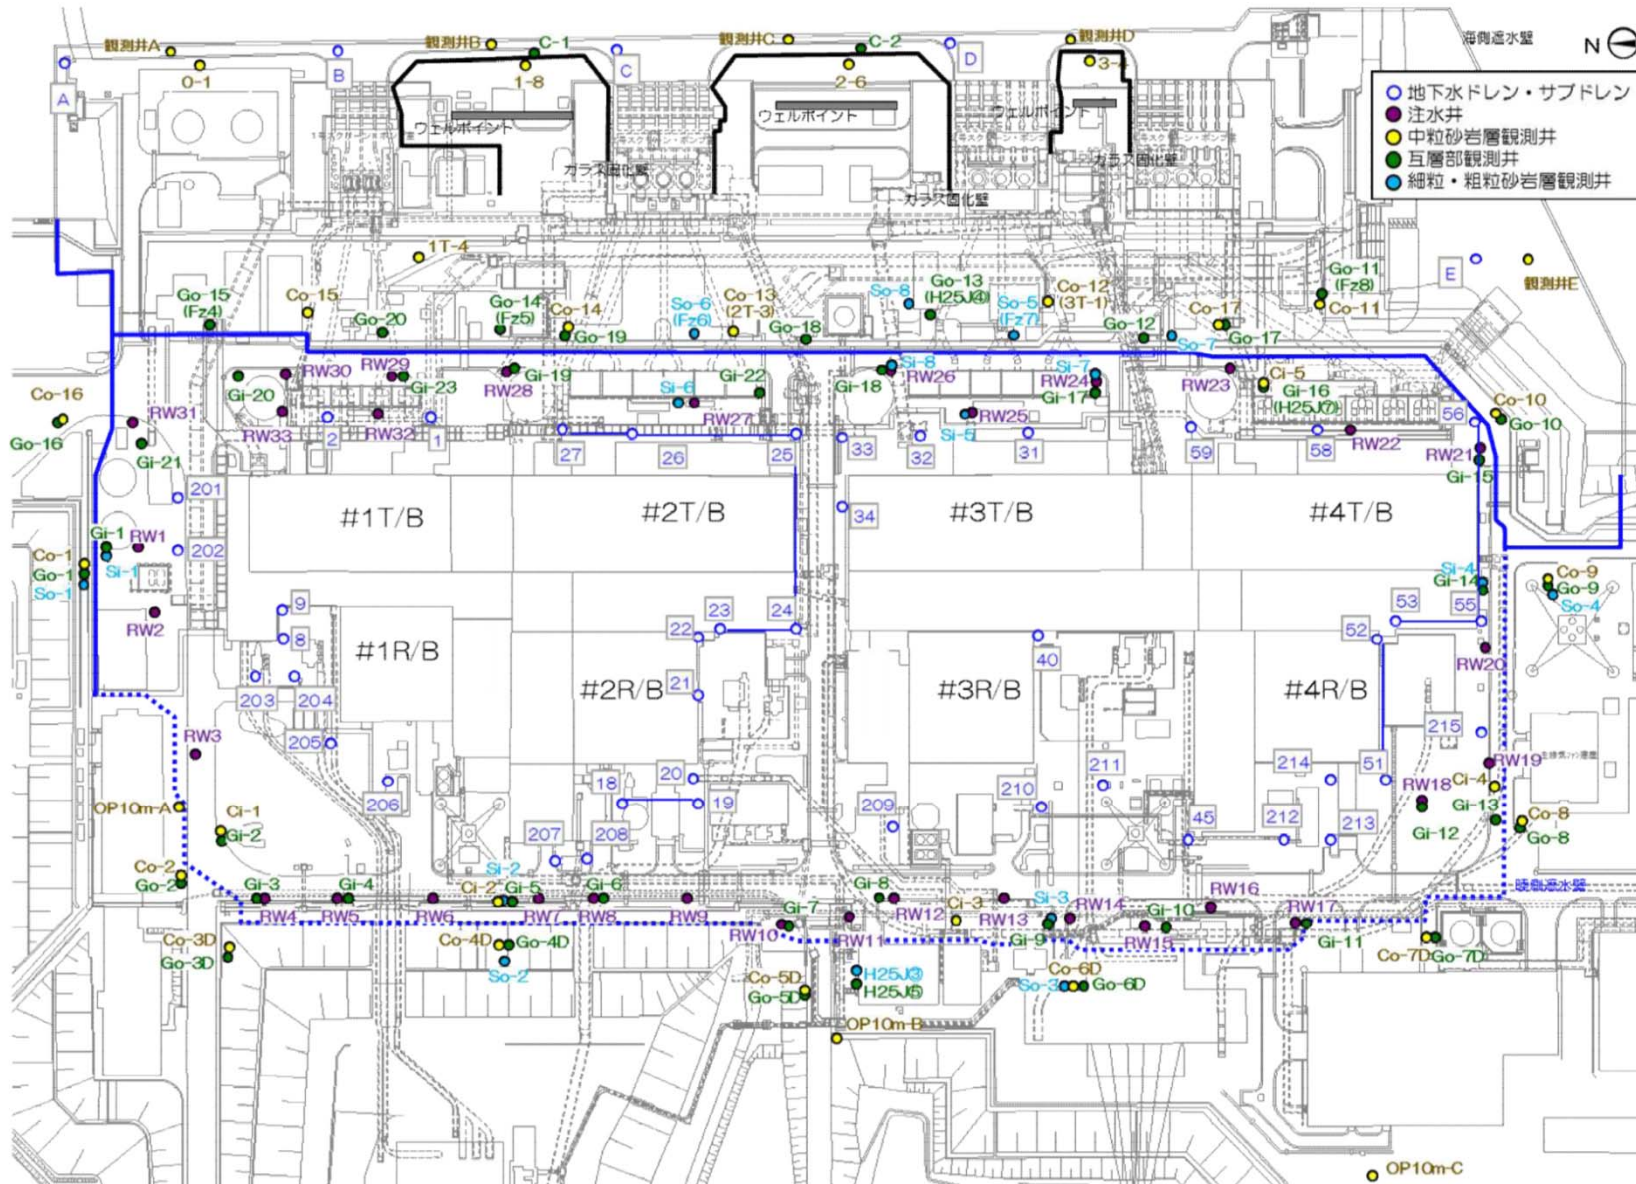 観測井A
観測井B
C-1
観測井C
C-2
観測井D
海側遮水壁
N
A
0-1
B
1-8
C
2-6
D
3-4
地下水ドレン・サブドレン
注水井
中粒砂岩層観測井
互層部観測井
細粒・粗粒砂岩層観測井
ウェルポイント
ウェルポイント
ウェルポイント
ガラス固化壁
ガラス固化壁
ガラス固化壁
1T-4
E
観測井E
Go-15
(Fz4)
Co-15
Go-20
Go-14
(Fz5)
Co-14
Go-19
So-6
(Fz6)
Co-13
(2T-3)
Go-18
So-8
Go-13
(H25J④)
So-5
(Fz7)
Co-12
(3T-1)
Go-12
So-7
Co-17
Go-17
Go-11
(Fz8)
Co-11
Co-16
Go-16
RW31
Gi-21
Gi-20
RW30
RW33
RW29
Gi-23
RW32
2
1
RW28
Gi-19
Si-6
RW27
Gi-22
27
26
25
Gi-18
Si-8
RW26
Si-5
RW25
Si-7
RW24
Gi-17
33
32
31
RW23
Ci-5
Gi-16
(H25J⑦)
59
58
RW22
56
Co-10
Go-10
RW21
Gi-15
201
202
#1T/B
#2T/B
34
#3T/B
#4T/B
Gi-1
RW1
Si-1
Co-1
Go-1
So-1
RW2
Si-4
Gi-14
Co-9
Go-9
So-4
9
8
203
204
205
206
#1R/B
#2R/B
22
23
24
21
#3R/B
40
#4R/B
52
53
55
RW20
RW3
OP10m-A
Ci-1
Gi-2
Co-2
Go-2
18
20
19
207
208
209
210
211
45
212
213
214
51
215
RW18
Gi-12
RW19
Ci-4
Gi-13
Co-8
Go-8
陸側遮水壁
Gi-3
RW4
RW5
Gi-4
RW6
Ci-2
Si-2
Gi-5
RW7
RW8
Gi-6
RW9
RW10
Gi-7
RW11
Gi-8
RW12
Ci-3
RW13
Si-3
Gi-9
RW14
RW15
Gi-10
RW16
RW17
Gi-11
Co-3D
Go-3D
Co-4D
Go-4D
So-2
Co-5D
Go-5D
H25J③
H25J⑤
So-3
Co-6D
Go-6D
Co-7D
Go-7D
OP10m-B
OP10m-C